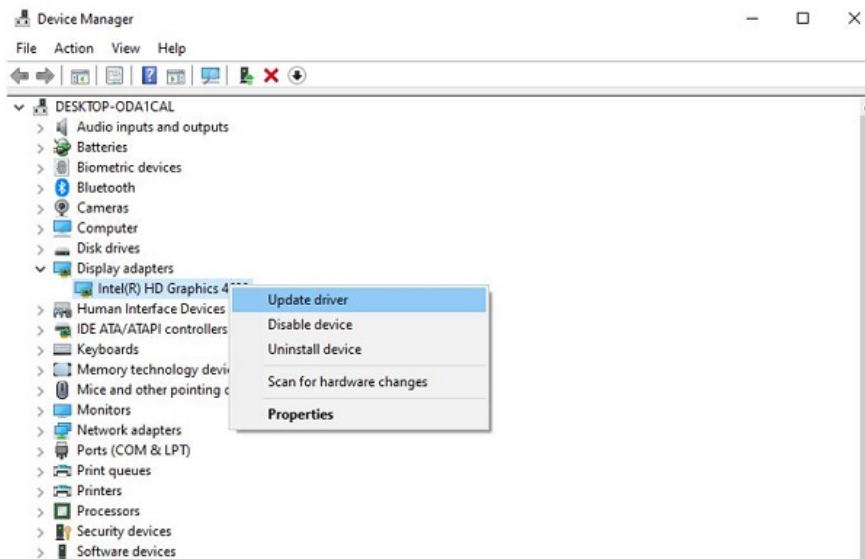 Device Manager
File Action View Help
DESKTOP-ODA1CAL
Audio inputs and outputs
Batteries
Biometric devices
Bluetooth
Cameras
Computer
Disk drives
Display adapters
Intel(R) HD Graphics
Update driver
Disable device
Uninstall device
Scan for hardware changes
Properties
Human Interface Devices
IDE ATA/ATAPI controllers
Keyboards
Memory technology
Mice and other pointing
Monitors
Network adapters
Ports (COM & LPT)
Print queues
Printers
Processors
Security devices
Software devices